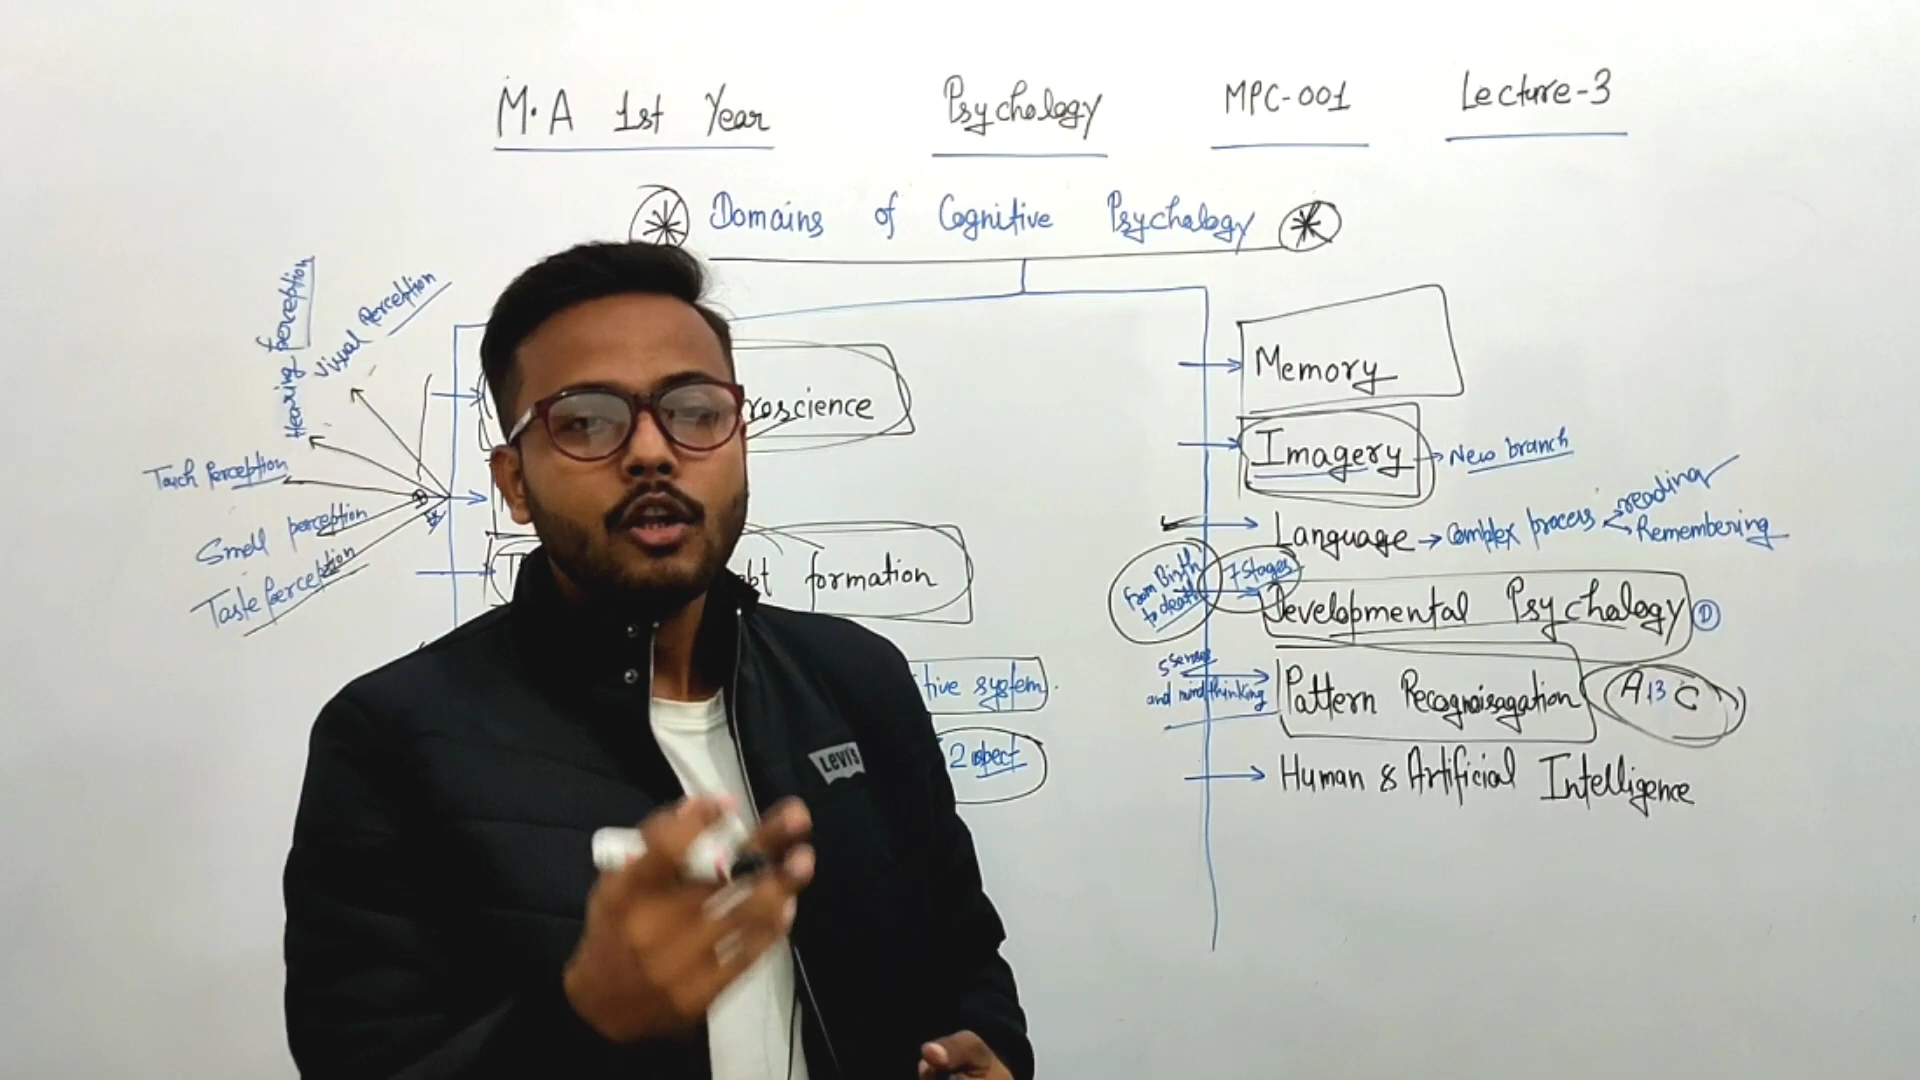 M.A 1st Year Psychology MPC-001 Lecture-3
Domains of Cognitive Psychology
Hearing perception
Visual Perception
Touch Perception
Smell perception
Taste Perception
roscience
formation
tive system
2 aspect
Memory
Imagery → New branch
Language → Complex process
reading
Remembering
from Birth
to death
7 Stages
Developmental Psychology D
5 sense
and mind thinking
Pattern A 13 C
Human & Artificial Intelligence
LEVI'S